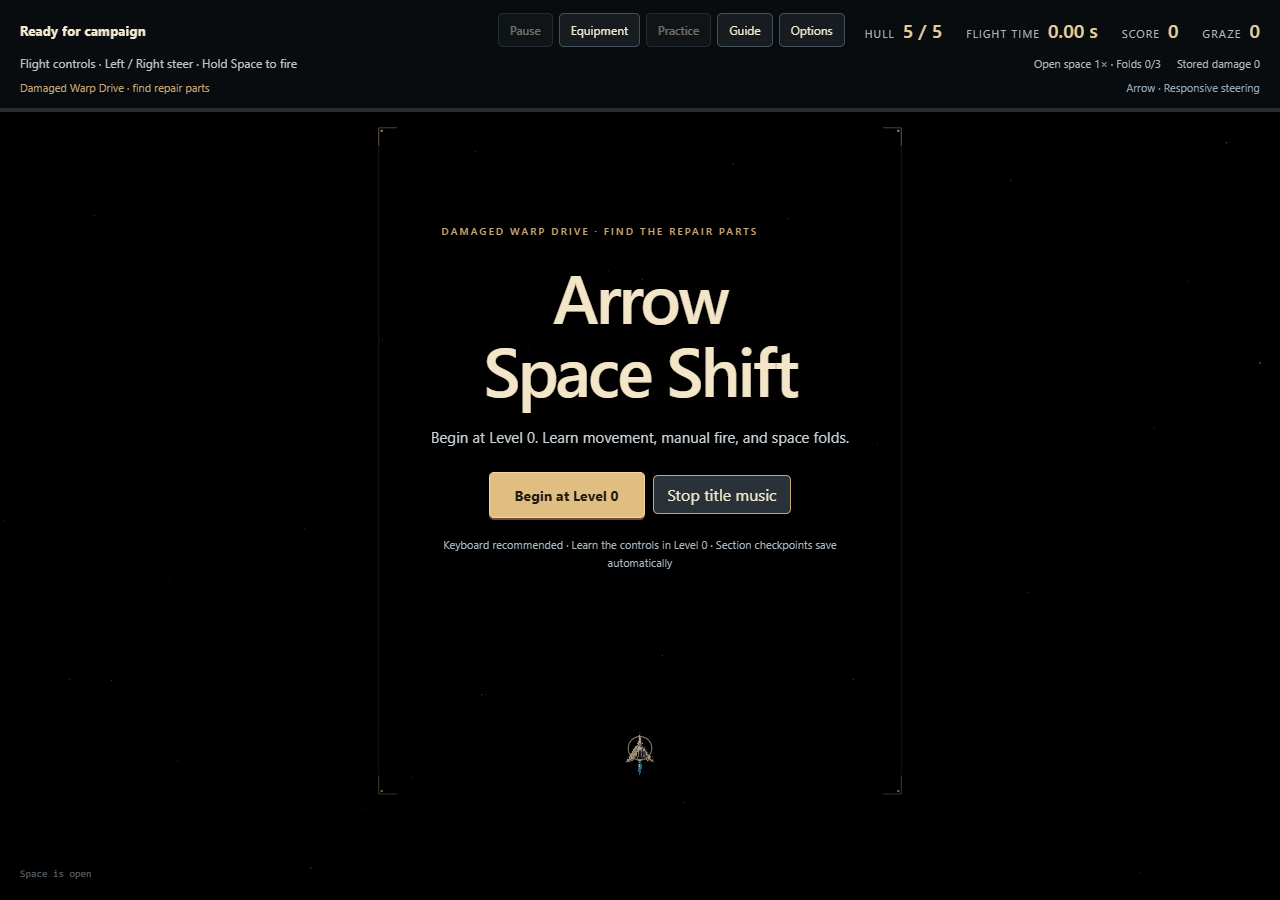 Ready for campaign
Pause
Equipment
Practice
Guide
Options
HULL 5 / 5
FLIGHT TIME 0.00 s
SCORE 0
GRAZE 0
Flight controls · Left / Right steer · Hold Space to fire
Open space 1× · Folds 0/3
Stored damage 0
Damaged Warp Drive · find repair parts
Arrow · Responsive steering
DAMAGED WARP DRIVE · FIND THE REPAIR PARTS
Arrow
Space Shift
Begin at Level 0. Learn movement, manual fire, and space folds.
Begin at Level 0
Stop title music
Keyboard recommended · Learn the controls in Level 0 · Section checkpoints save
automatically
Space is open